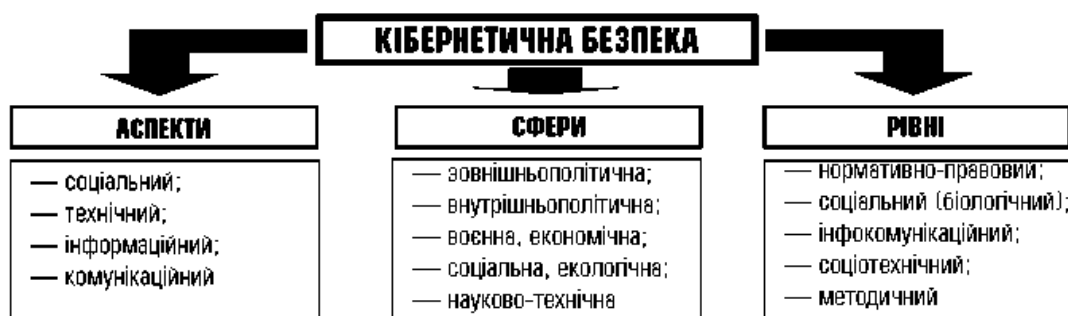 КІБЕРНЕТИЧНА БЕЗПЕКА
АСПЕКТИ
— соціальний;
— технічний;
— інформаційний;
— комунікаційний
СФЕРИ
— зовнішньополітична;
— внутрішньополітична;
— воєнна, економічна;
— соціальна, екологічна;
— науково-технічна
РІВНІ
— нормативно-правовий;
— соціальний (біологічний);
— інфокомунікаційний;
— соціотехнічний;
— методичний